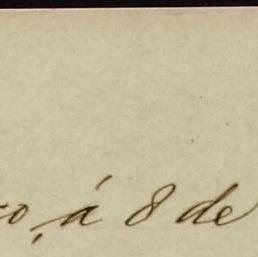 co, á 8 de